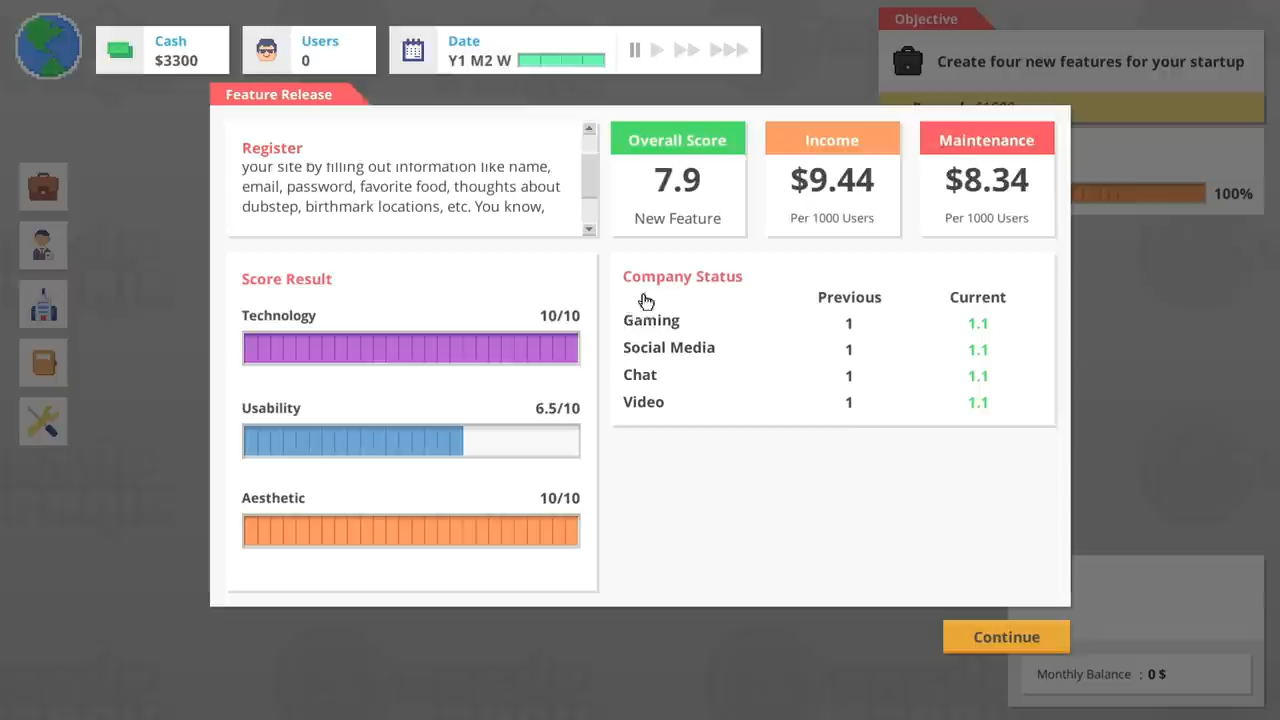 Cash
$3300
Users
0
Date
Y1 M2 W
Objective
Create four new features for your startup
Feature Release
Register
your site by filling out information like name,
email, password, favorite food, thoughts about
dubstep, birthmark locations, etc. You know,
Overall Score
7.9
New Feature
Income
$9.44
Per 1000 Users
Maintenance
$8.34
Per 1000 Users
100%
Score Result
Technology 10/10
Usability 6.5/10
Aesthetic 10/10
Company Status
Previous Current
Gaming 1 1.1
Social Media 1 1.1
Chat 1 1.1
Video 1 1.1
Continue
Monthly Balance : 0 $